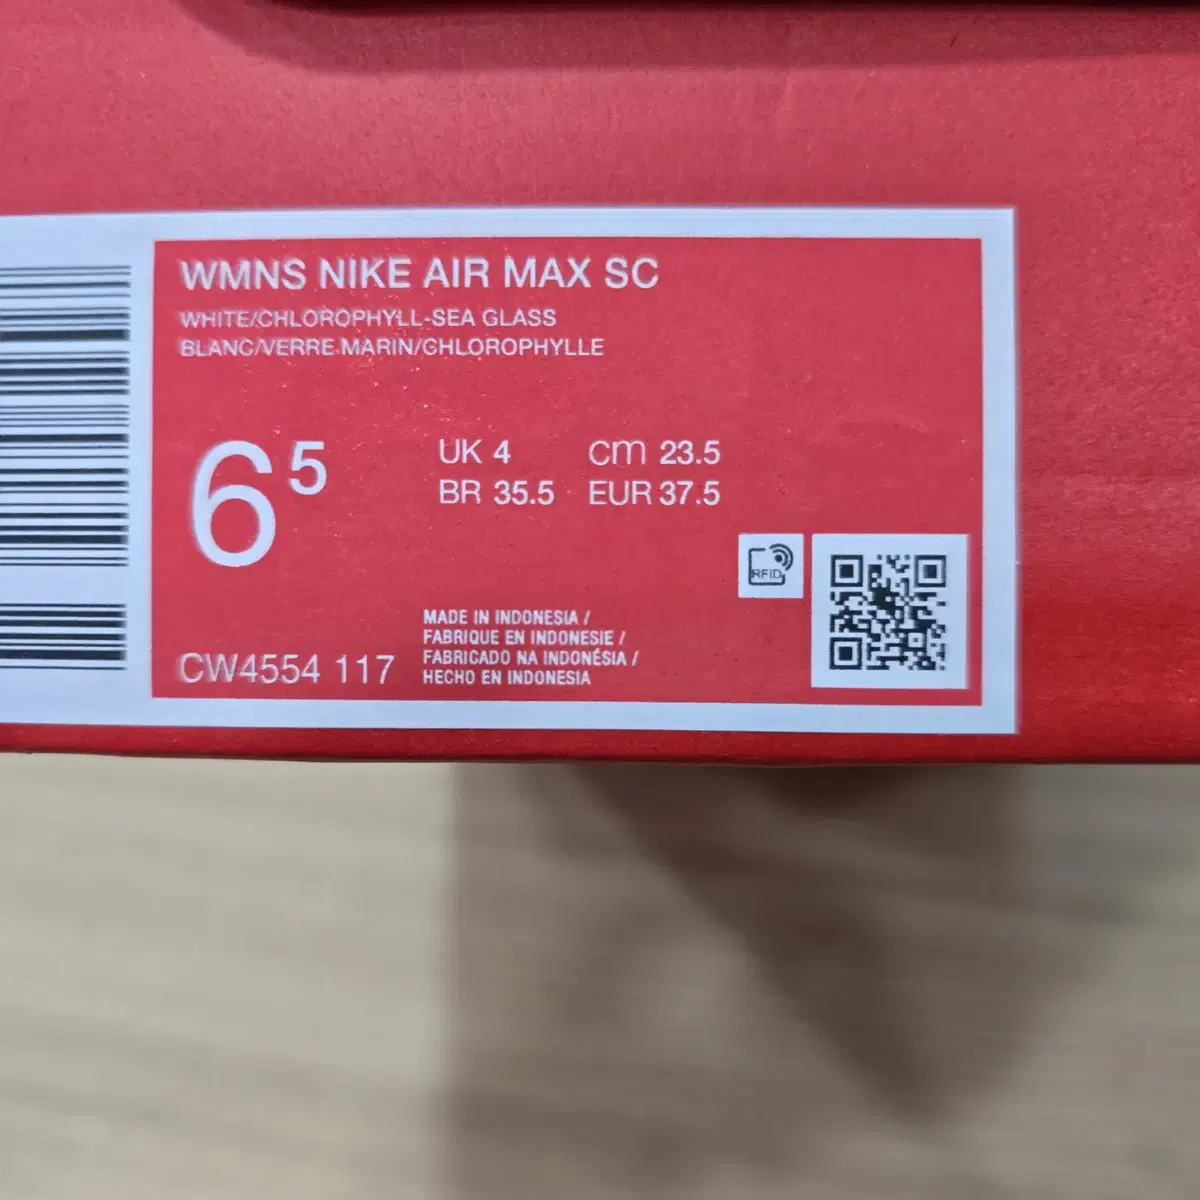 WMNS NIKE AIR MAX SC
WHITE/CHLOROPHYLL-SEA GLASS
BLANC/VERRE MARIN/CHLOROPHYLLE
6⁵
UK 4 cm 23.5
BR 35.5 EUR 37.5
RFID
CW4554 117
MADE IN INDONESIA /
FABRIQUE EN INDONESIE /
FABRICADO NA INDONÉSIA /
HECHO EN INDONESIA